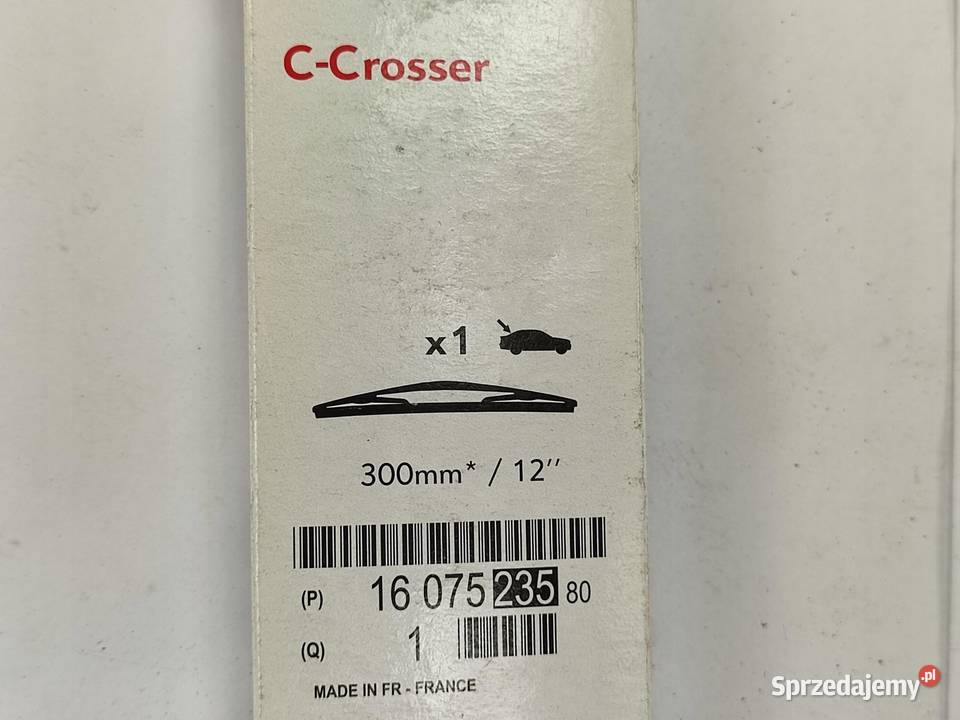 C-Crosser
x1
300mm* / 12’’
(P) 16 075 235 80
(Q) 1
MADE IN FR - FRANCE
Sprzedajemy.pl